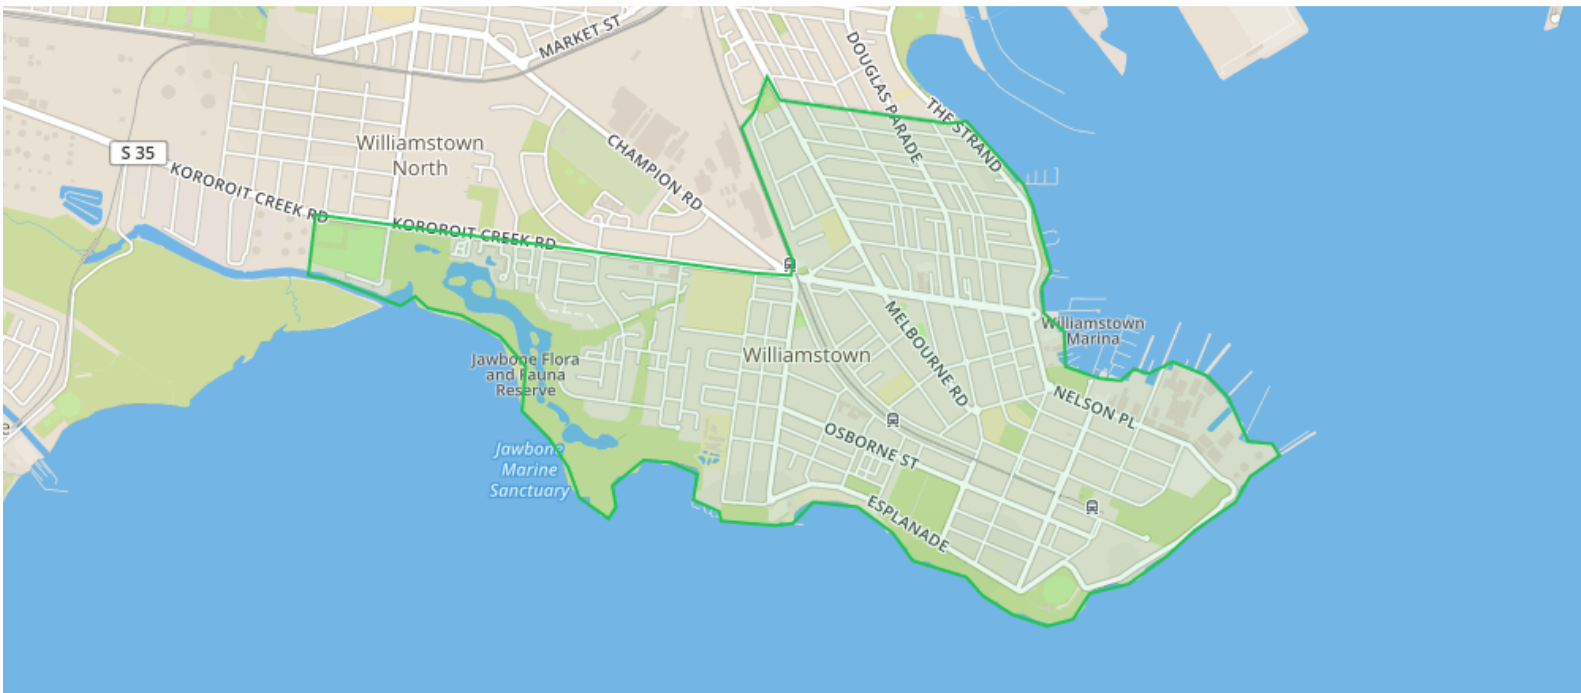 MARKET ST
DOUGLAS PARADE
THE STRAND
S 35
Williamstown
North
CHAMPION RD
KOROROIT CREEK RD
KOROROIT CREEK RD
Williamstown
Marina
MELBOURNE RD
Williamstown
Jawbone Flora
and Fauna
Reserve
NELSON PL
OSBORNE ST
Jawbone
Marine
Sanctuary
ESPLANADE
e